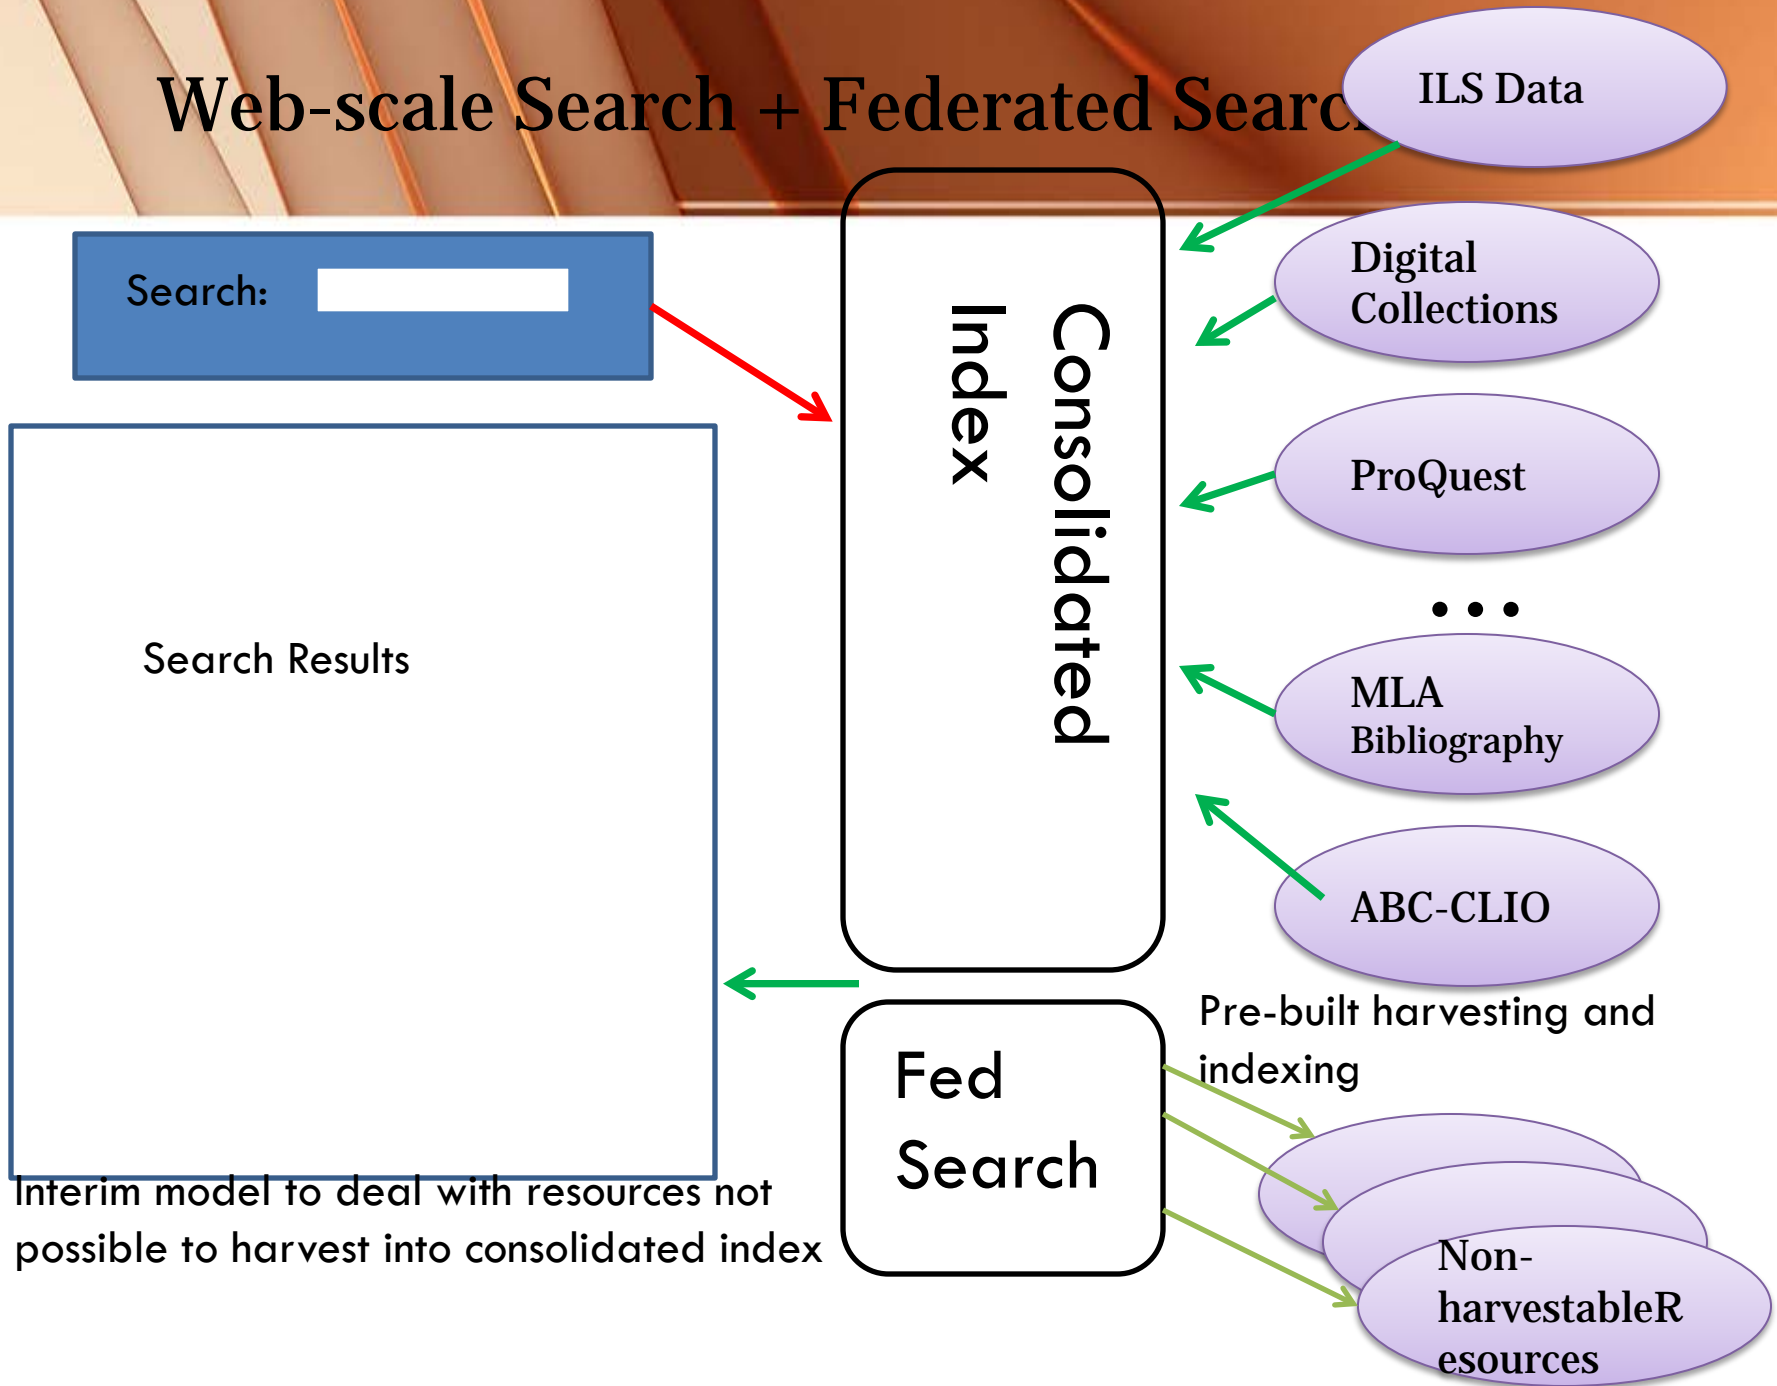 Web-scale Search + Federated Searc
ILS Data
Search:
Digital
Collections
Consolidated
Index
ProQuest
...
Search Results
MLA
Bibliography
ABC-CLIO
Pre-built harvesting and
indexing
Fed
Search
Interim model to deal with resources not
possible to harvest into consolidated index
Non-
harvestableR
esources